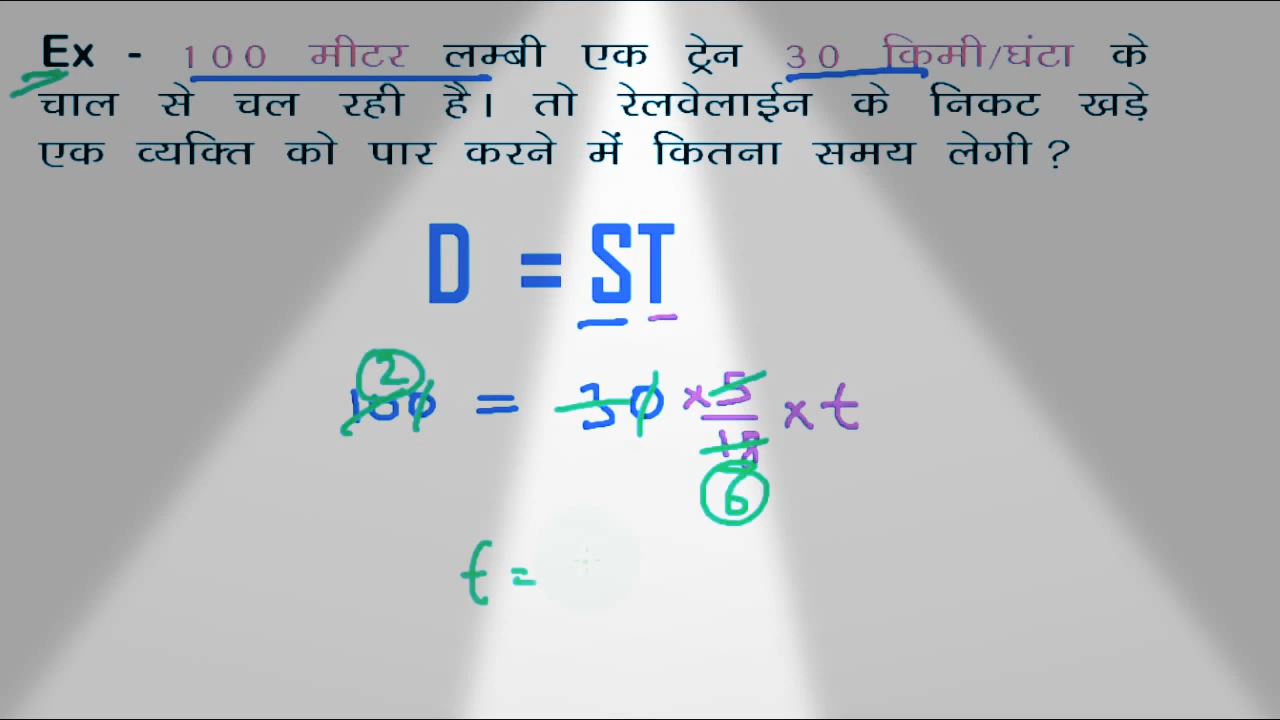 Ex - 100 मीटर लम्बी एक ट्रेन 30 किमी/घंटा के
चाल से चल रही है। तो रेलवेलाईन के निकट खड़े
एक व्यक्ति को पार करने में कितना समय लेगी ?
D = ST
2
100 = 30 × 5/18 × t
6
t =